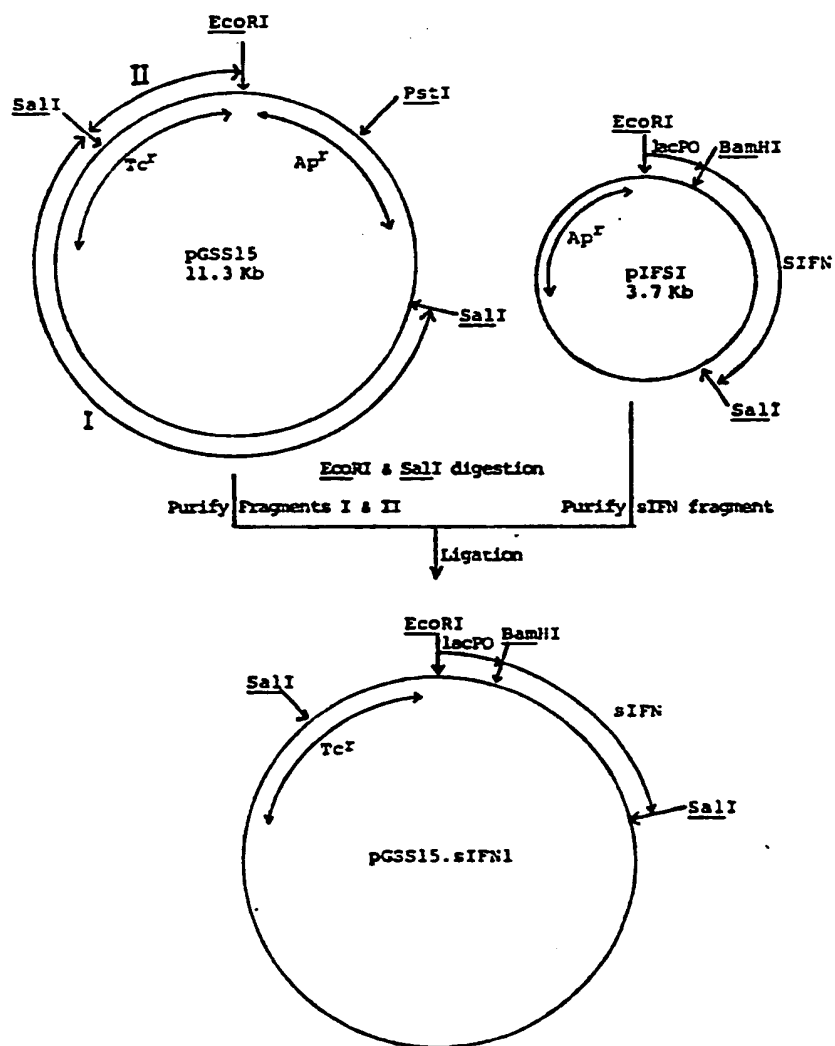 EcoRI
II
SalI
PstI
Tcr
Apr
pGSS15
11.3 Kb
SalI
I
EcoRI
lacPO
BamHI
Apr
pIFSI
3.7 Kb
SIFN
SalI
EcoRI & SalI digestion
Purify Fragments I & II
Purify sIFN fragment
Ligation
EcoRI
lacPO
BamHI
SalI
sIFN
Tcr
SalI
pGSS15.sIFN1